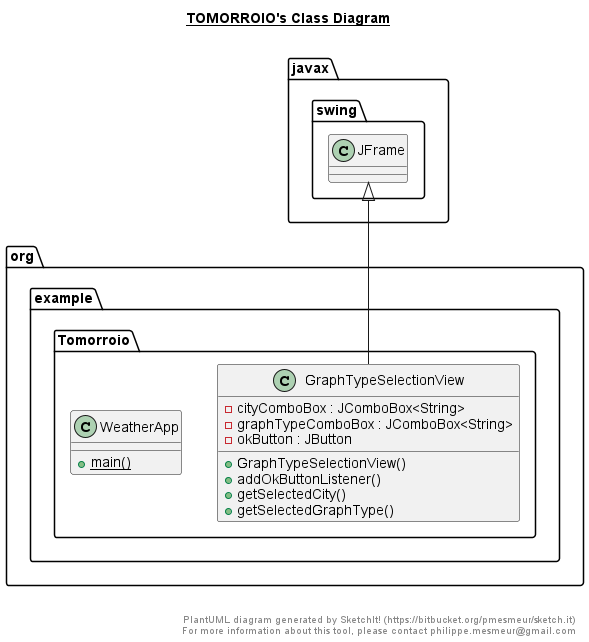 TOMORROIO's Class Diagram
javax
swing
C JFrame
org
example
Tomorroio
C GraphTypeSelectionView
cityComboBox : JComboBox<String>
graphTypeComboBox : JComboBox<String>
okButton : JButton
GraphTypeSelectionView()
addOkButtonListener()
getSelectedCity()
getSelectedGraphType()
C WeatherApp
main()
PlantUML diagram generated by SketchIt! (https://bitbucket.org/pmesmeur/sketch.it)
For more information about this tool, please contact philippe.mesmeur@gmail.com